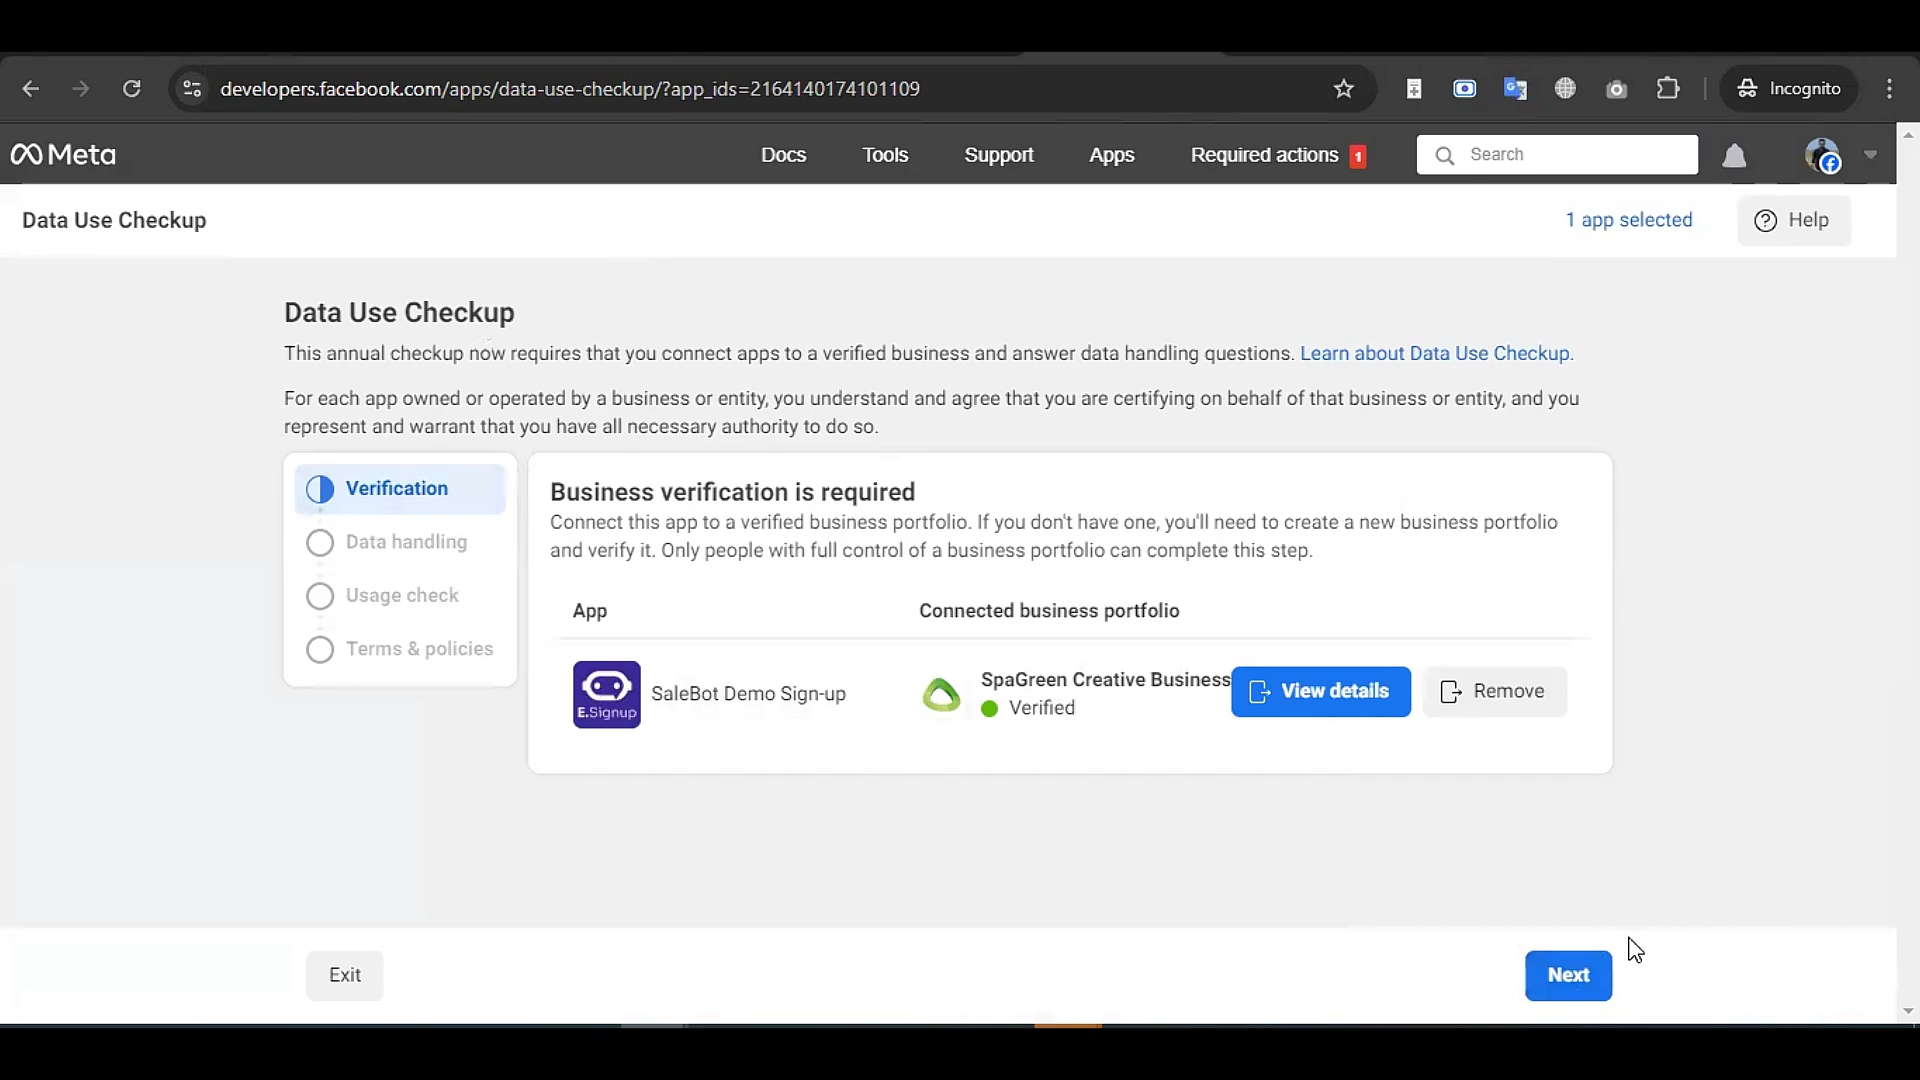 developers.facebook.com/apps/data-use-checkup/?app_ids=2164140174101109
Incognito
Meta
Docs
Tools
Support
Apps
Required actions
1
Search
Data Use Checkup
1 app selected
Help
Data Use Checkup
This annual checkup now requires that you connect apps to a verified business and answer data handling questions. Learn about Data Use Checkup.
For each app owned or operated by a business or entity, you understand and agree that you are certifying on behalf of that business or entity, and you
represent and warrant that you have all necessary authority to do so.
Verification
Data handling
Usage check
Terms & policies
Business verification is required
Connect this app to a verified business portfolio. If you don't have one, you'll need to create a new business portfolio
and verify it. Only people with full control of a business portfolio can complete this step.
App
Connected business portfolio
E.Signup
SaleBot Demo Sign-up
SpaGreen Creative Business
Verified
View details
Remove
Exit
Next